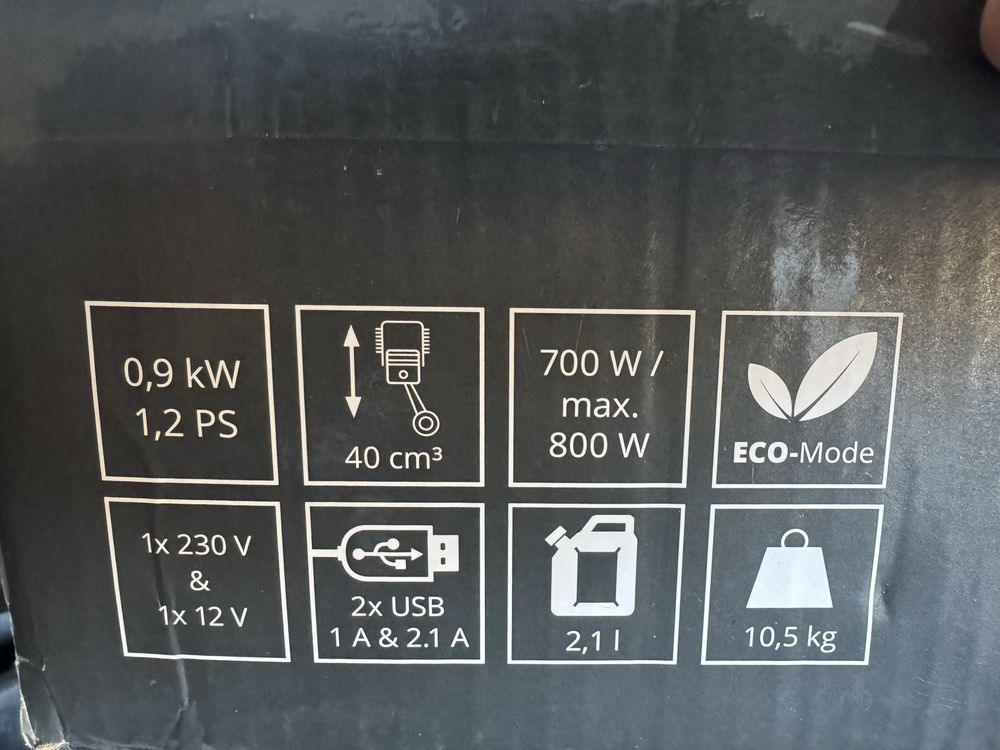 0,9 kW
1,2 PS
40 cm³
700 W /
max.
800 W
ECO-Mode
1x 230 V
&
1x 12 V
2x USB
1 A & 2.1 A
2,1 l
10,5 kg